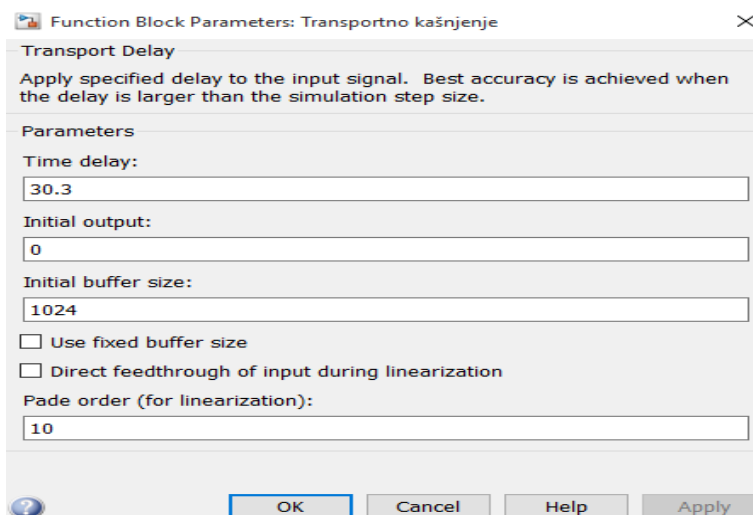 Function Block Parameters: Transportno kašnjenje
Transport Delay
Apply specified delay to the input signal. Best accuracy is achieved when
the delay is larger than the simulation step size.
Parameters
Time delay:
30.3
Initial output:
0
Initial buffer size:
1024
Use fixed buffer size
Direct feedthrough of input during linearization
Pade order (for linearization):
10
? OK Cancel Help Apply